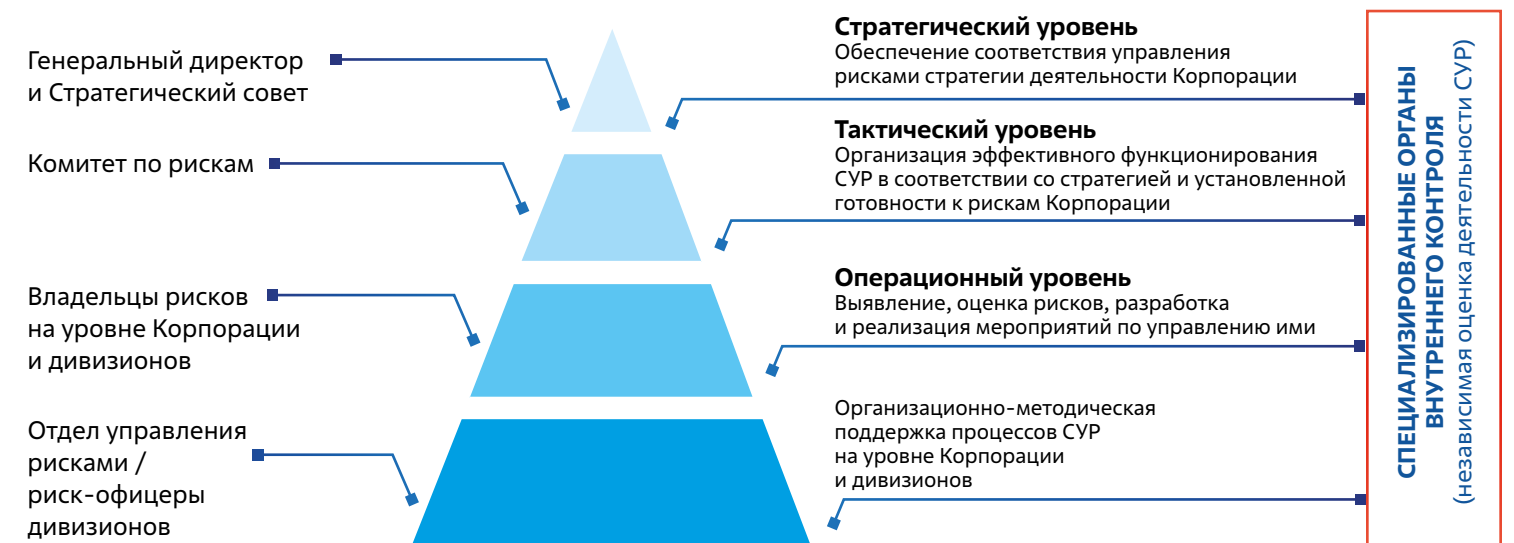 Генеральный директор
и Стратегический совет
Стратегический уровень
Обеспечение соответствия управления
рисками стратегии деятельности Корпорации
Комитет по рискам
Тактический уровень
Организация эффективного функционирования
СУР в соответствии со стратегией и установленной
готовности к рискам Корпорации
Владельцы рисков
на уровне Корпорации
и дивизионов
Операционный уровень
Выявление, оценка рисков, разработка
и реализация мероприятий по управлению ими
Отдел управления
рисками /
риск-офицеры
дивизионов
Организационно-методическая
поддержка процессов СУР
на уровне Корпорации
и дивизионов
СПЕЦИАЛИЗИРОВАННЫЕ ОРГАНЫ
ВНУТРЕННЕГО КОНТРОЛЯ
(независимая оценка деятельности СУР)